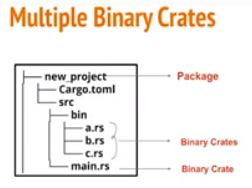 Multiple Binary Crates
new_project Package
Cargo.toml
src
bin
a.rs
b.rs Binary Crates
c.rs
main.rs Binary Crate